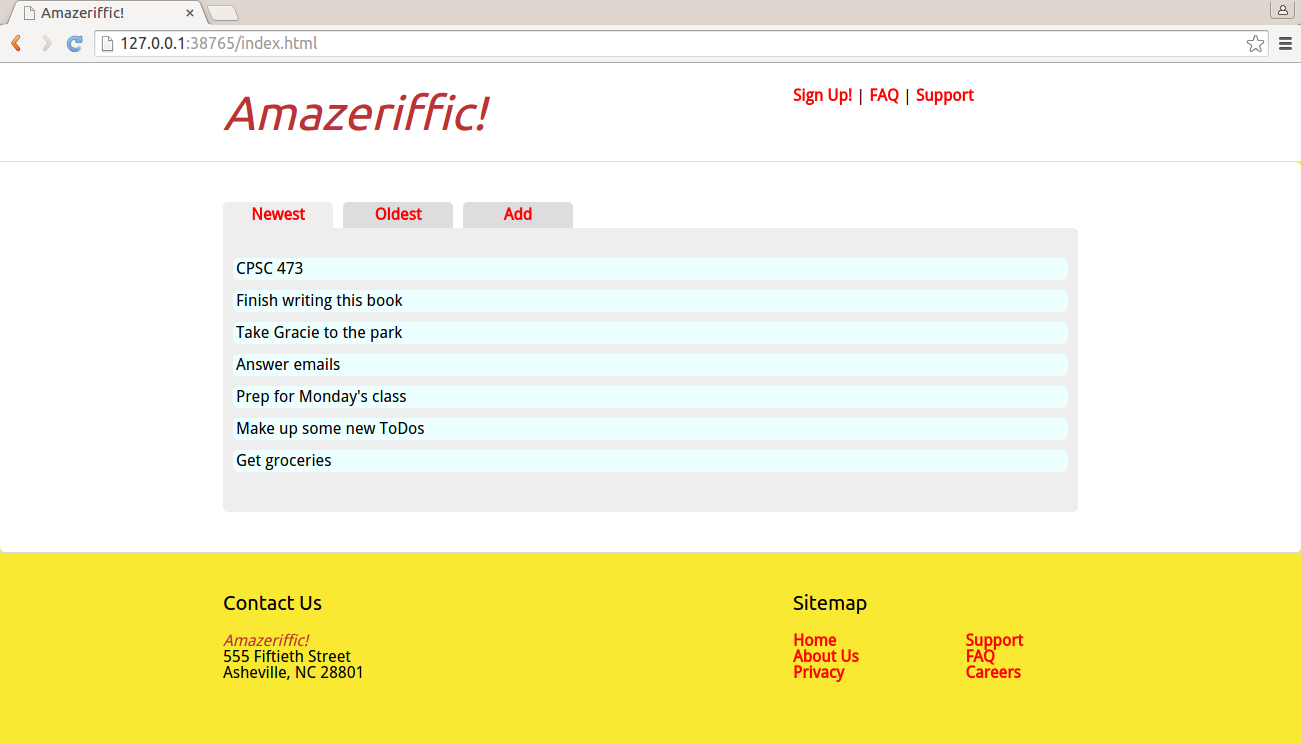 Amazeriffic!
127.0.0.1:38765/index.html
Amazeriffic!
Sign Up! | FAQ | Support
Newest Oldest Add
CPSC 473
Finish writing this book
Take Gracie to the park
Answer emails
Prep for Monday's class
Make up some new ToDos
Get groceries
Contact Us
Amazeriffic!
555 Fiftieth Street
Asheville, NC 28801
Sitemap
Home Support
About Us FAQ
Privacy Careers